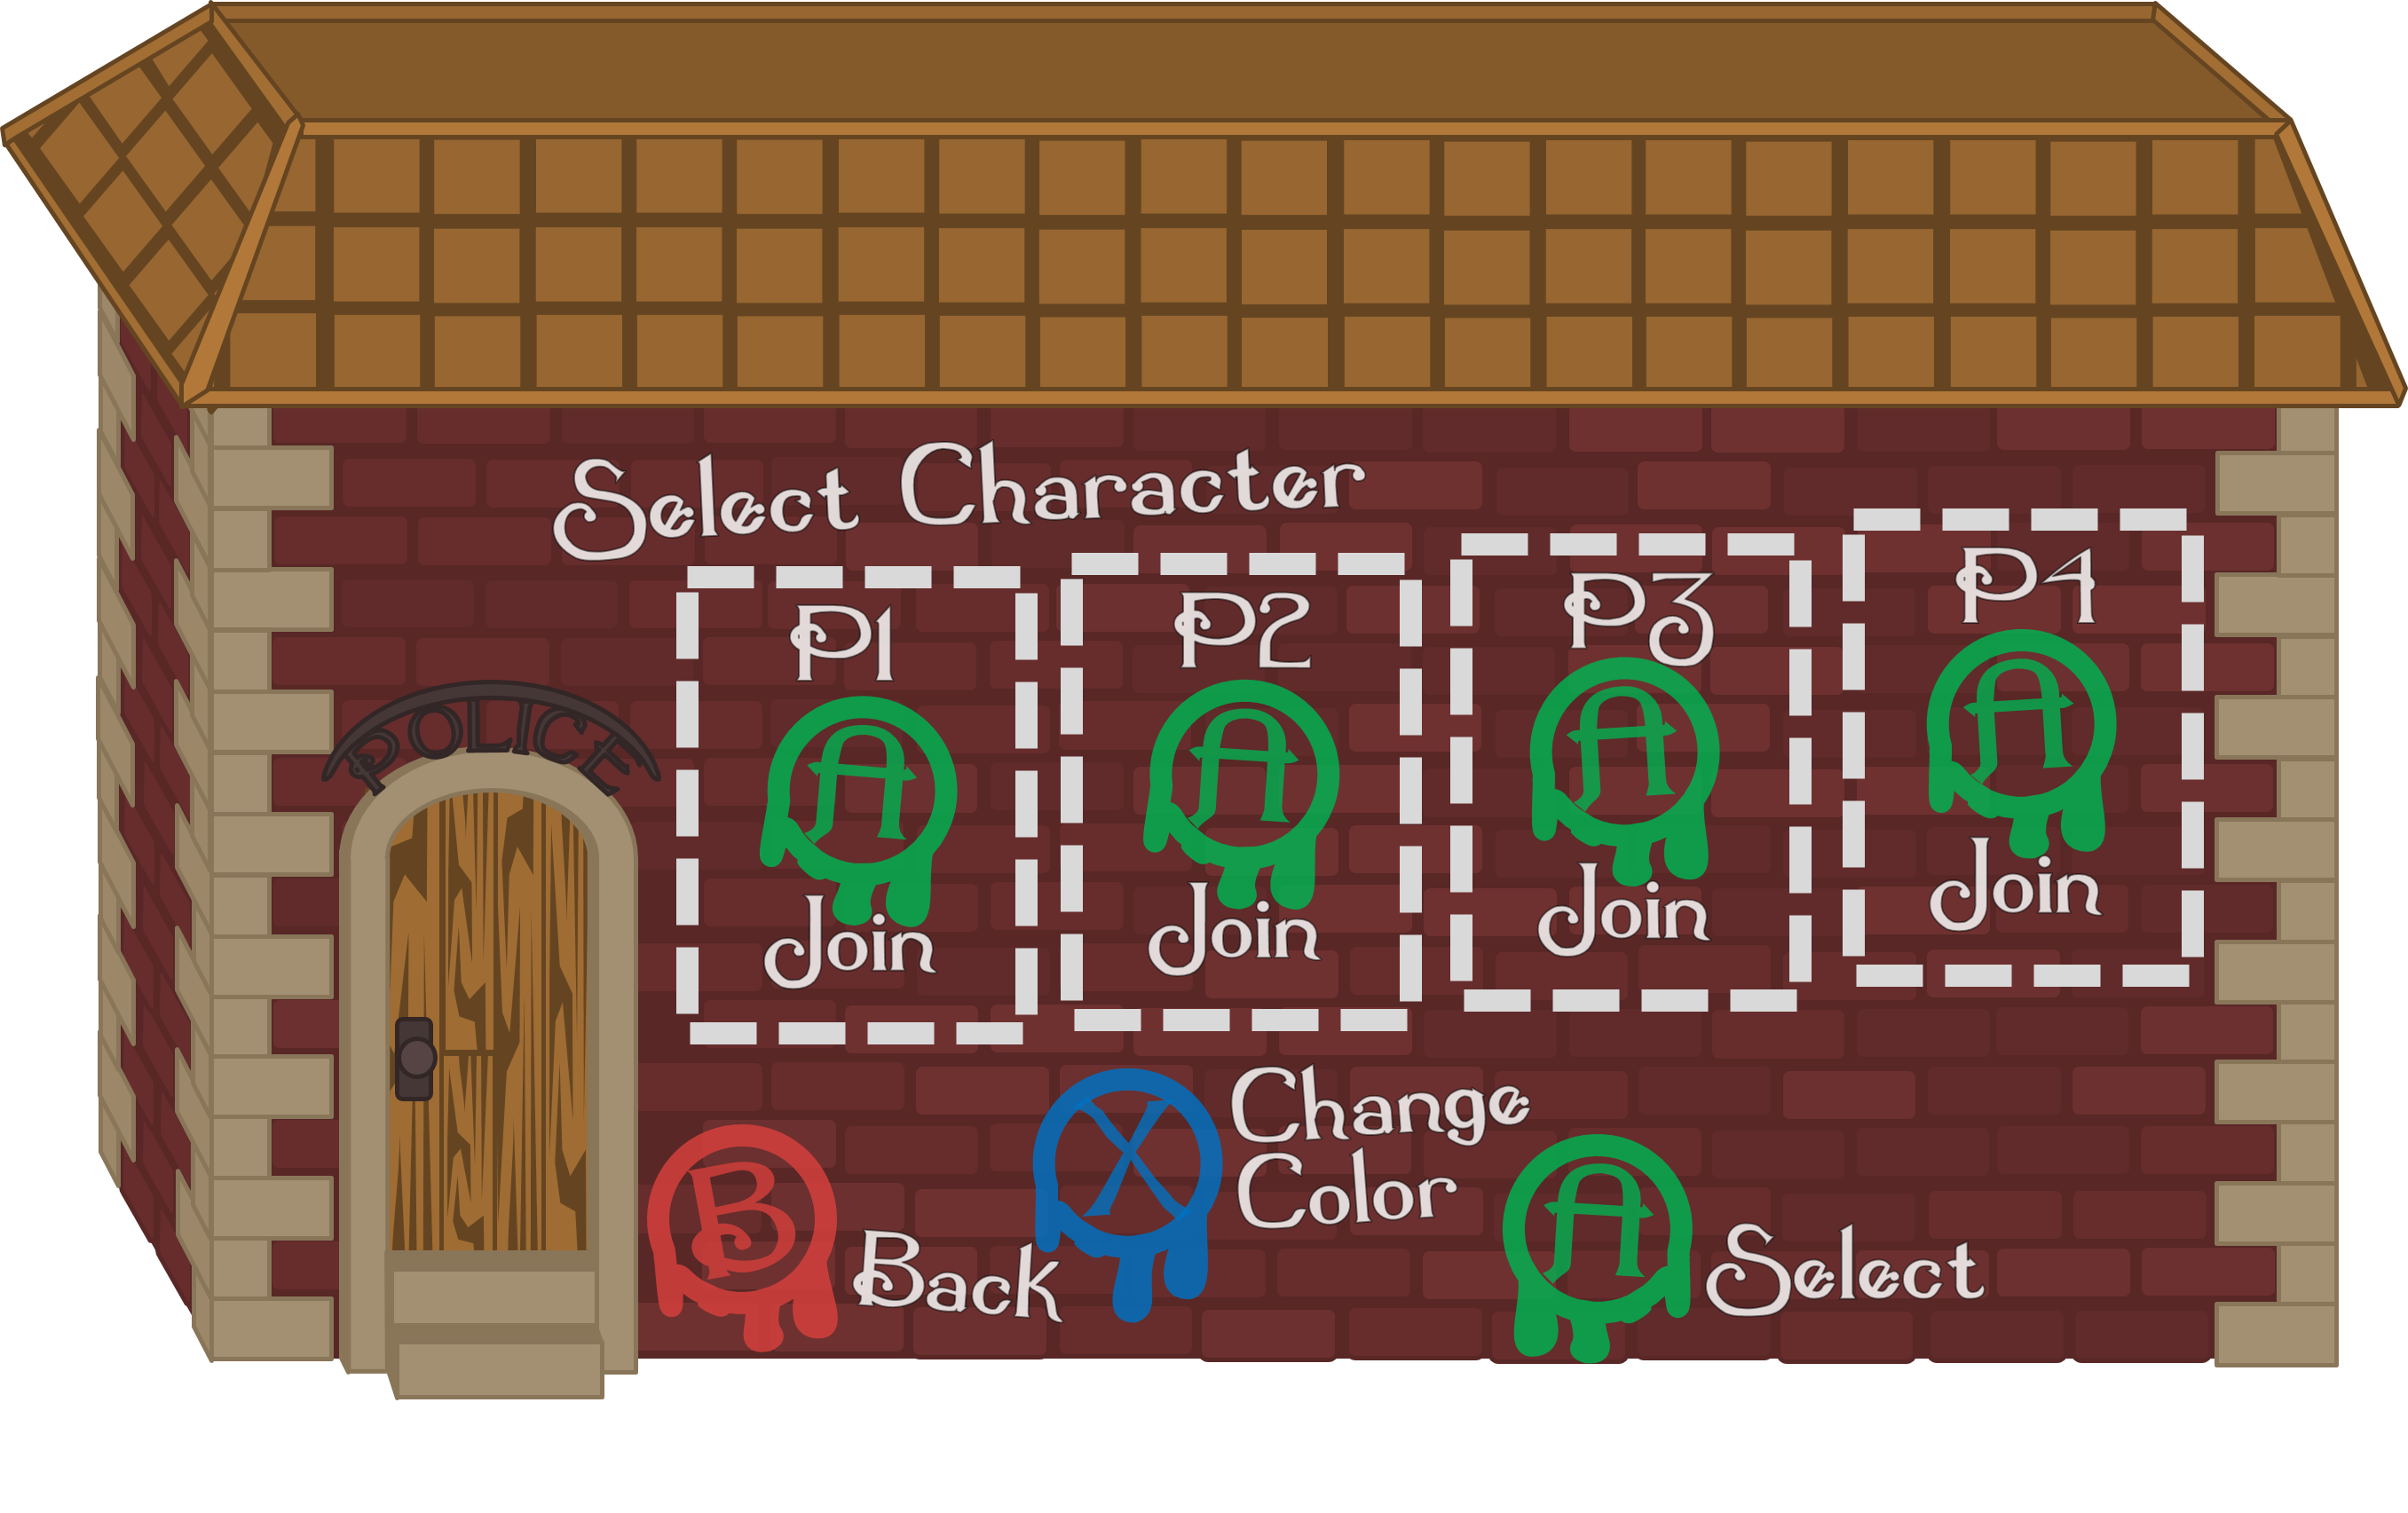 Select Character
P1
P2
P3
P4
A
A
A
A
Join
Join
Join
Join
POLICE
B
Back
X
Change
Color
A
Select